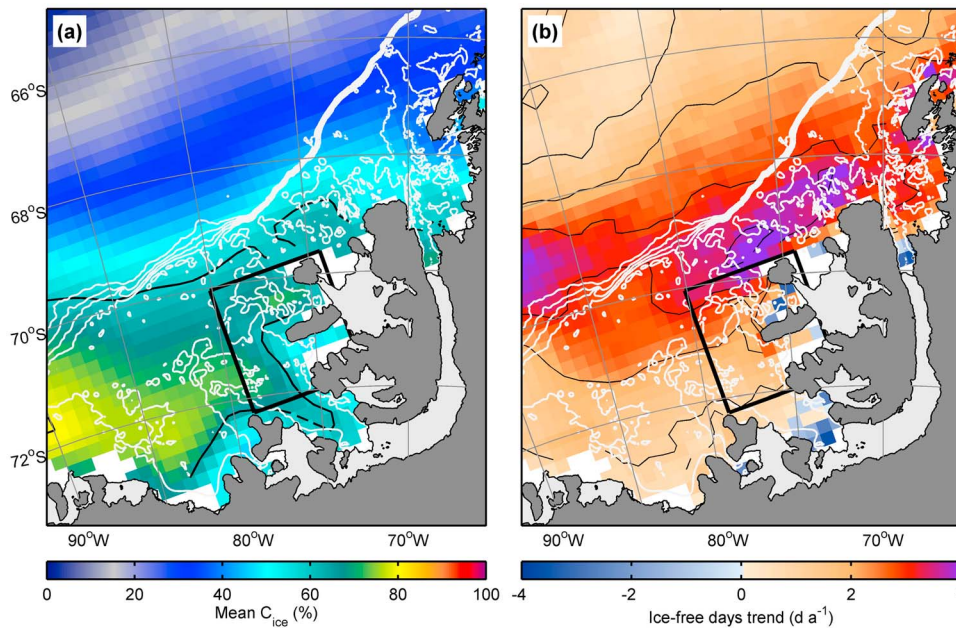 (a) (b)
66°S
68°S
70°S
72°S
90°W 80°W 70°W 90°W 80°W 70°W
0 20 40 60 80 100 -4 -2 0 2 4
Mean C_ice (%) Ice-free days trend (d a⁻¹)